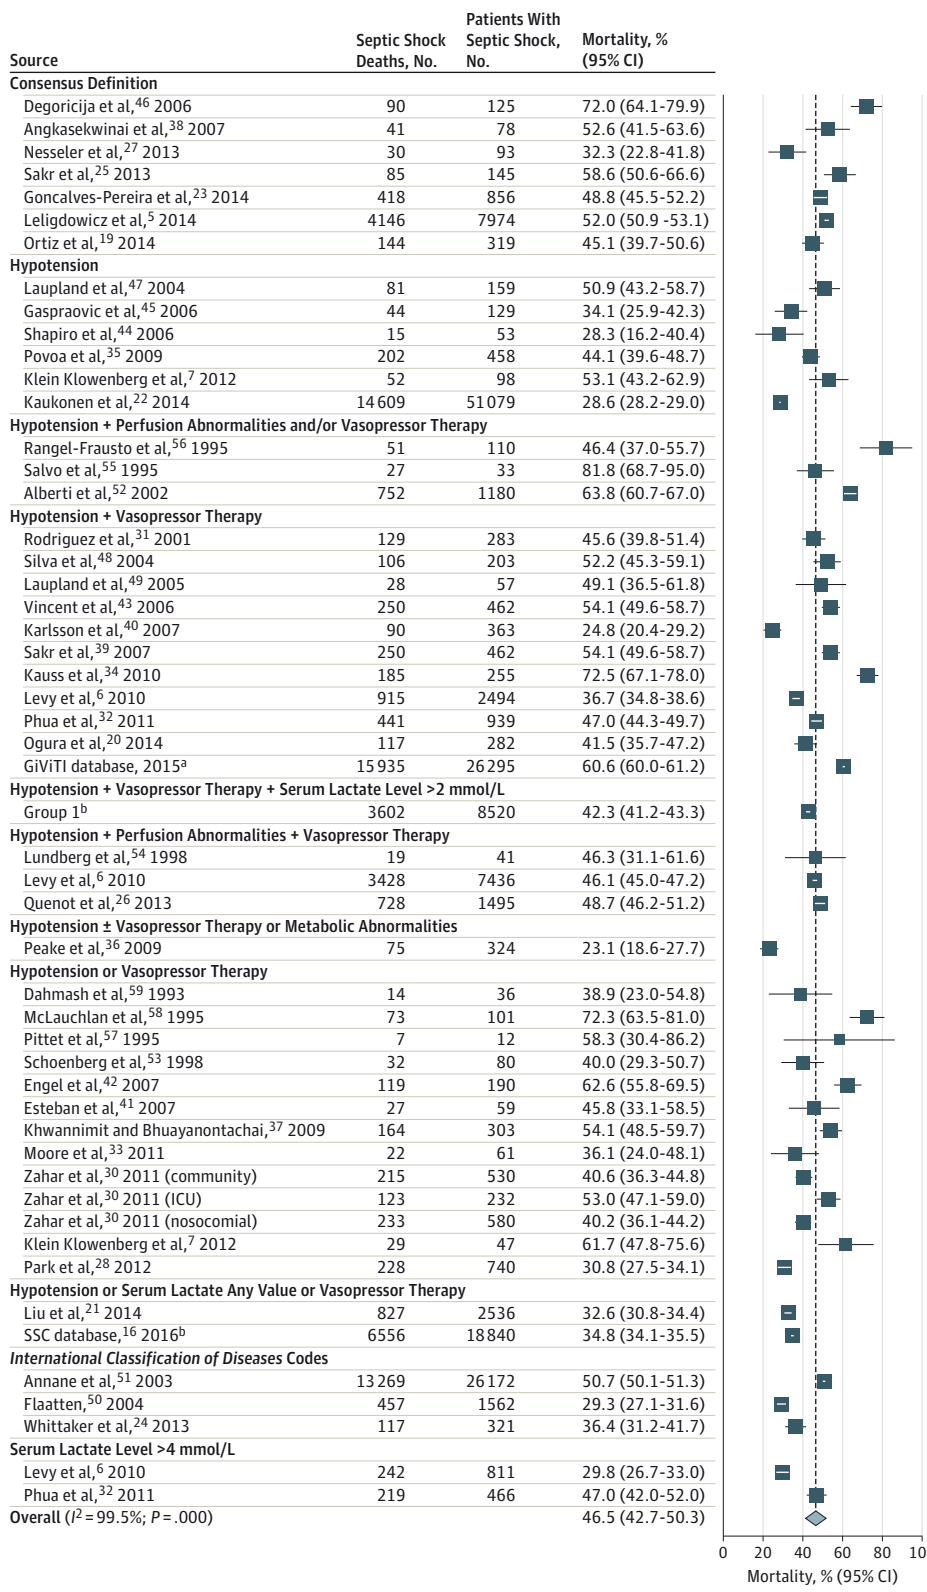 Source Septic Shock Deaths, No. Patients With Septic Shock, No. Mortality, % (95% CI)
Consensus Definition
Degoricija et al,46 2006 90 125 72.0 (64.1-79.9)
Angkasekwinai et al,38 2007 41 78 52.6 (41.5-63.6)
Nesseler et al,27 2013 30 93 32.3 (22.8-41.8)
Sakr et al,25 2013 85 145 58.6 (50.6-66.6)
Goncalves-Pereira et al,23 2014 418 856 48.8 (45.5-52.2)
Leligdowicz et al,5 2014 4146 7974 52.0 (50.9 -53.1)
Ortiz et al,19 2014 144 319 45.1 (39.7-50.6)
Hypotension
Laupland et al,47 2004 81 159 50.9 (43.2-58.7)
Gaspraovic et al,45 2006 44 129 34.1 (25.9-42.3)
Shapiro et al,44 2006 15 53 28.3 (16.2-40.4)
Povoa et al,35 2009 202 458 44.1 (39.6-48.7)
Klein Klowenberg et al,7 2012 52 98 53.1 (43.2-62.9)
Kaukonen et al,22 2014 14 609 51 079 28.6 (28.2-29.0)
Hypotension + Perfusion Abnormalities and/or Vasopressor Therapy
Rangel-Frausto et al,56 1995 51 110 46.4 (37.0-55.7)
Salvo et al,55 1995 27 33 81.8 (68.7-95.0)
Alberti et al,52 2002 752 1180 63.8 (60.7-67.0)
Hypotension + Vasopressor Therapy
Rodriguez et al,31 2001 129 283 45.6 (39.8-51.4)
Silva et al,48 2004 106 203 52.2 (45.3-59.1)
Laupland et al,49 2005 28 57 49.1 (36.5-61.8)
Vincent et al,43 2006 250 462 54.1 (49.6-58.7)
Karlsson et al,40 2007 90 363 24.8 (20.4-29.2)
Sakr et al,39 2007 250 462 54.1 (49.6-58.7)
Kauss et al,34 2010 185 255 72.5 (67.1-78.0)
Levy et al,6 2010 915 2494 36.7 (34.8-38.6)
Phua et al,32 2011 441 939 47.0 (44.3-49.7)
Ogura et al,20 2014 117 282 41.5 (35.7-47.2)
GiViTI database, 2015a 15 935 26 295 60.6 (60.0-61.2)
Hypotension + Vasopressor Therapy + Serum Lactate Level >2 mmol/L
Group 1b 3602 8520 42.3 (41.2-43.3)
Hypotension + Perfusion Abnormalities + Vasopressor Therapy
Lundberg et al,54 1998 19 41 46.3 (31.1-61.6)
Levy et al,6 2010 3428 7436 46.1 (45.0-47.2)
Quenot et al,26 2013 728 1495 48.7 (46.2-51.2)
Hypotension ± Vasopressor Therapy or Metabolic Abnormalities
Peake et al,36 2009 75 324 23.1 (18.6-27.7)
Hypotension or Vasopressor Therapy
Dahmash et al,59 1993 14 36 38.9 (23.0-54.8)
McLauchlan et al,58 1995 73 101 72.3 (63.5-81.0)
Pittet et al,57 1995 7 12 58.3 (30.4-86.2)
Schoenberg et al,53 1998 32 80 40.0 (29.3-50.7)
Engel et al,42 2007 119 190 62.6 (55.8-69.5)
Esteban et al,41 2007 27 59 45.8 (33.1-58.5)
Khwannimit and Bhuayanontachai,37 2009 164 303 54.1 (48.5-59.7)
Moore et al,33 2011 22 61 36.1 (24.0-48.1)
Zahar et al,30 2011 (community) 215 530 40.6 (36.3-44.8)
Zahar et al,30 2011 (ICU) 123 232 53.0 (47.1-59.0)
Zahar et al,30 2011 (nosocomial) 233 580 40.2 (36.1-44.2)
Klein Klowenberg et al,7 2012 29 47 61.7 (47.8-75.6)
Park et al,28 2012 228 740 30.8 (27.5-34.1)
Hypotension or Serum Lactate Any Value or Vasopressor Therapy
Liu et al,21 2014 827 2536 32.6 (30.8-34.4)
SSC database,16 2016b 6556 18 840 34.8 (34.1-35.5)
International Classification of Diseases Codes
Annane et al,51 2003 13 269 26 172 50.7 (50.1-51.3)
Flaatten,50 2004 457 1562 29.3 (27.1-31.6)
Whittaker et al,24 2013 117 321 36.4 (31.2-41.7)
Serum Lactate Level >4 mmol/L
Levy et al,6 2010 242 811 29.8 (26.7-33.0)
Phua et al,32 2011 219 466 47.0 (42.0-52.0)
Overall (I2 = 99.5%; P = .000) 46.5 (42.7-50.3)
0 20 40 60 80 10
Mortality, % (95% CI)